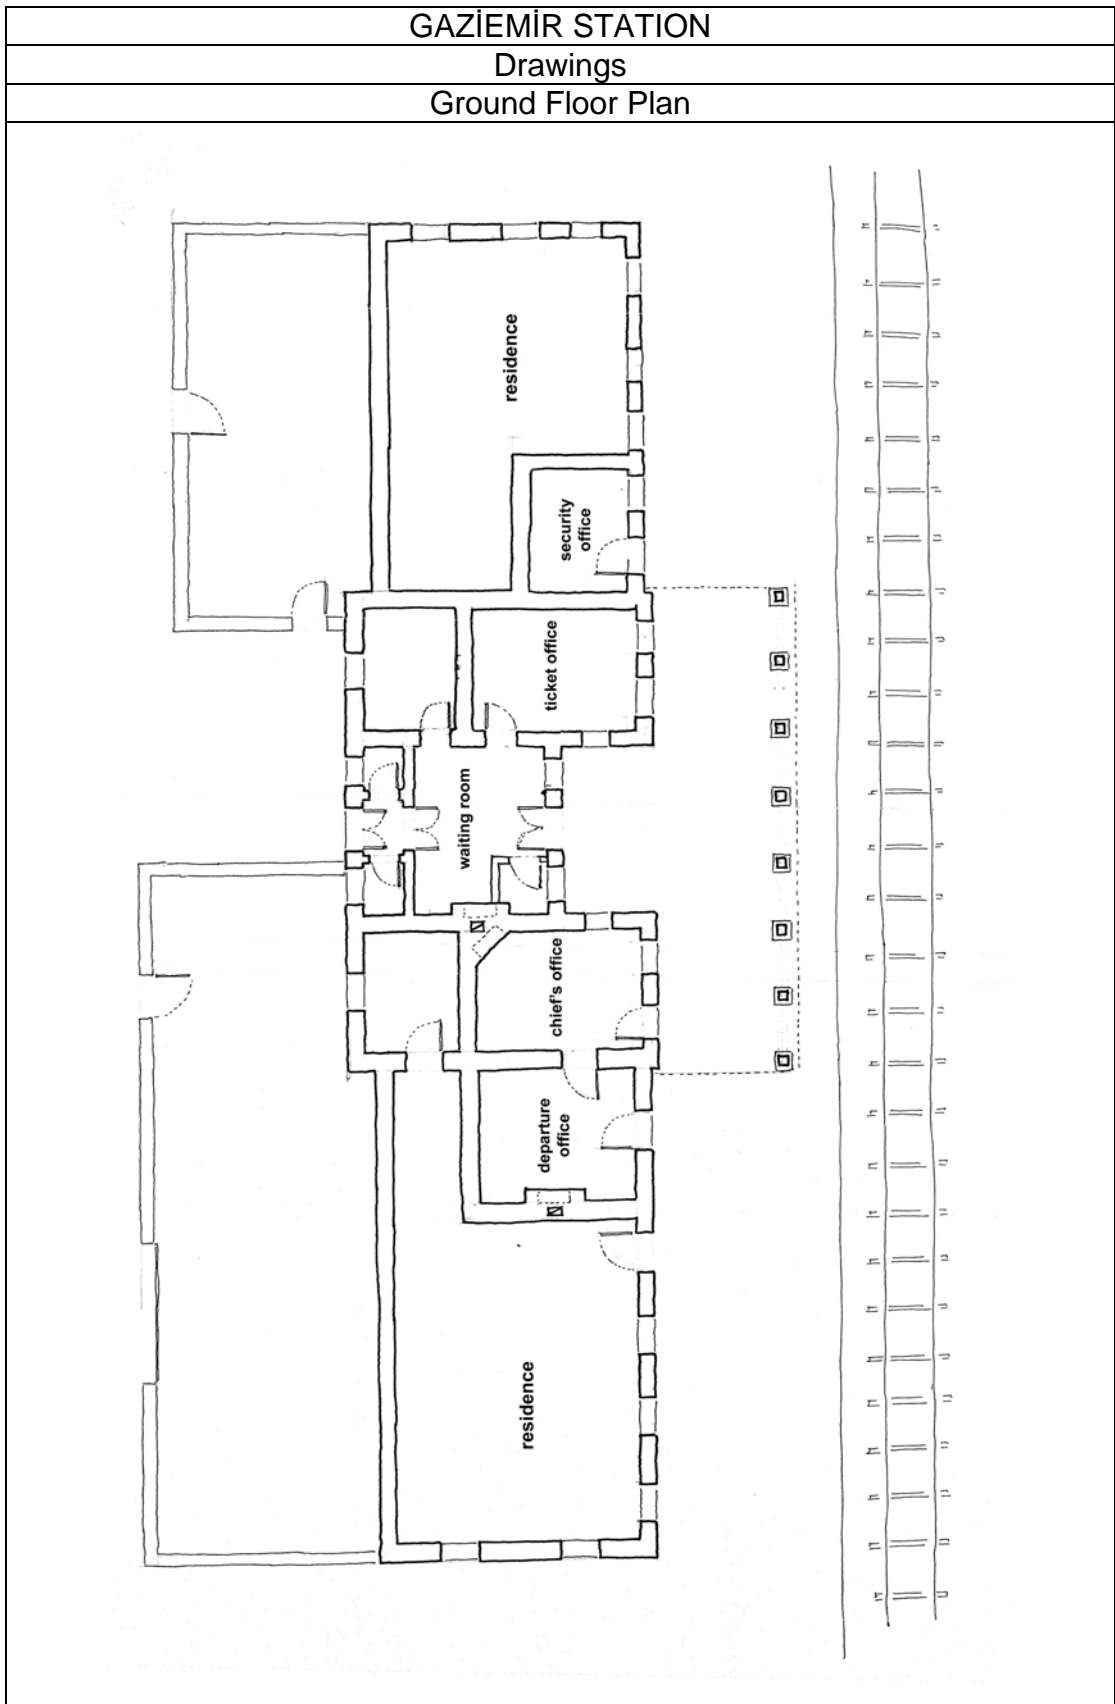 GAZİEMİR STATION
Drawings
Ground Floor Plan
residence
security
office
ticket office
waiting room
chief's office
departure
office
residence